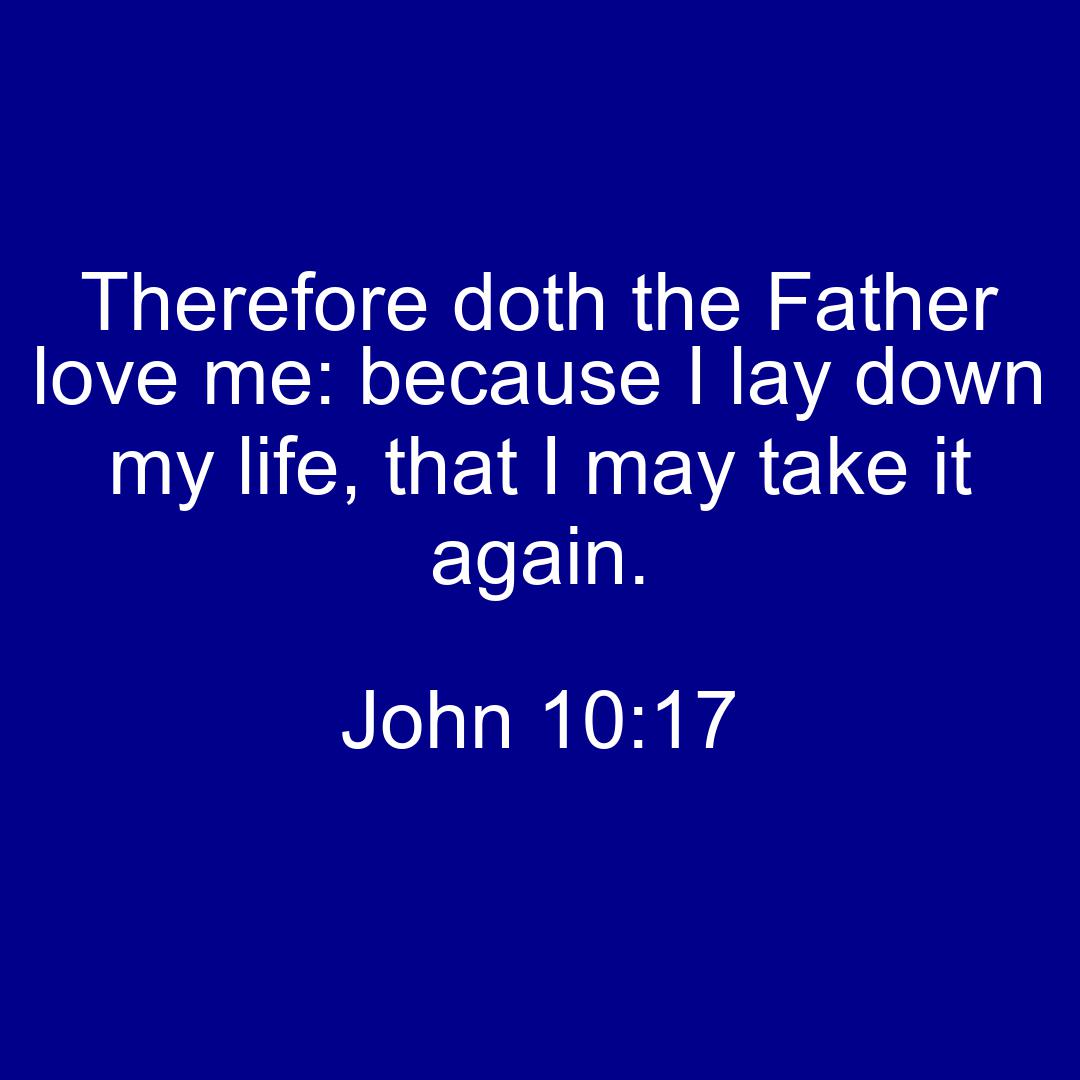 Therefore doth the Father
love me: because I lay down
my life, that I may take it
again.
John 10:17